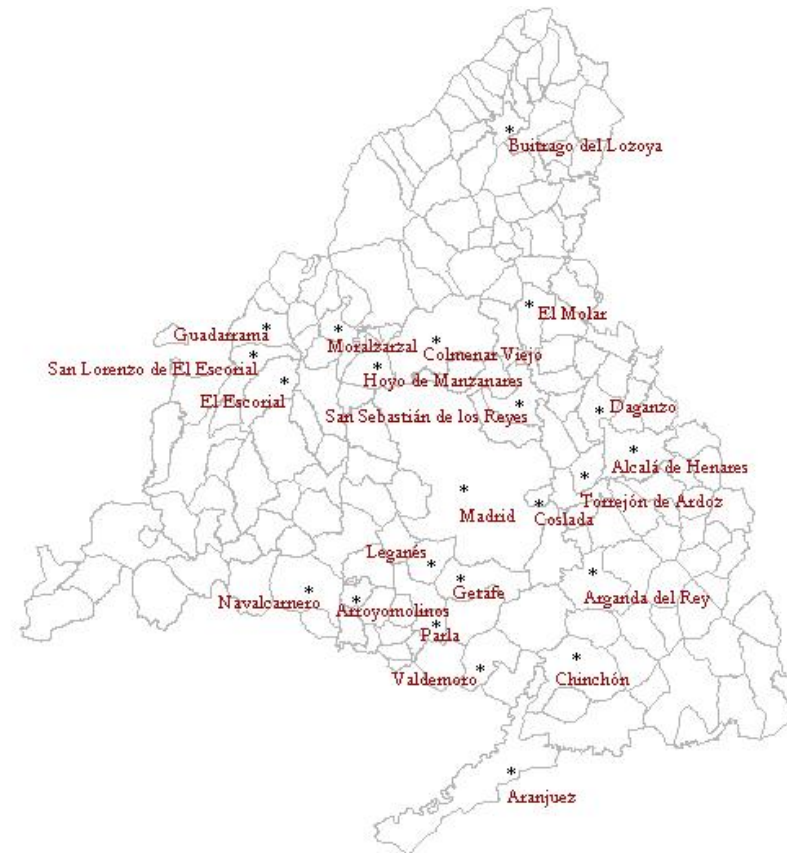 Buitrago del Lozoya
El Molar
Guadarrama
Moralzarzal
Colmenar Viejo
San Lorenzo de El Escorial
Hoyo de Manzanares
El Escorial
San Sebastián de los Reyes
Daganzo
Alcalá de Henares
Torrejón de Ardoz
Madrid
Coslada
Leganés
Getafe
Arganda del Rey
Navalcarnero
Arroyomolinos
Parla
Valdemoro
Chinchón
Aranjuez